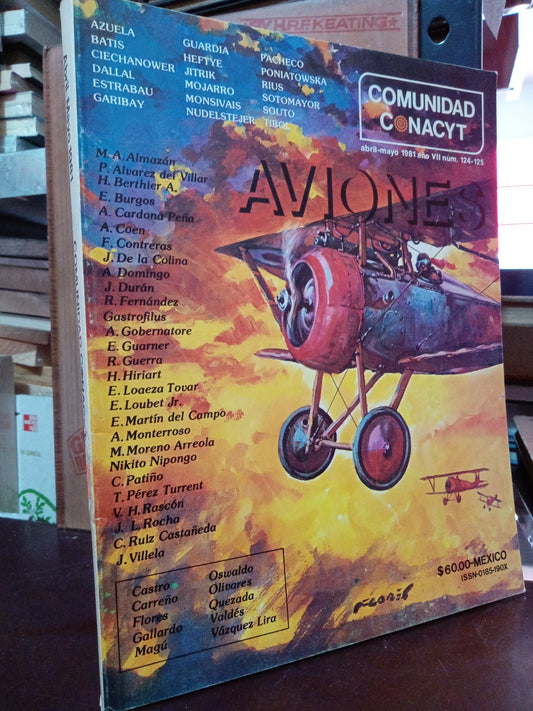 AZUELA
BATIS
CIECHANOWER
DALLAL
ESTRABAU
GARIBAY
GUARDIA
HEFTYE
JITRIK
MOJARRO
MONSIVAIS
NUDELSTEJER
PACHECO
PONIATOWSKA
RIUS
SOTOMAYOR
SOUTO
TIBOL
H.R.F. KEATING
COMUNIDAD
CONACYT
abril-mayo 1981 año VII núm. 124-125
AVIONES
M. A. Almazán
P. Alvarez del Villar
H. Berthier A.
E. Burgos
A. Cardona Peña
A. Coen
F. Contreras
J. De la Colina
A. Domingo
J. Durán
R. Fernández
Gastrofilus
A. Gobernatore
E. Guarner
R. Guerra
H. Hiriart
E. Loaeza Tovar
E. Loubet Jr.
E. Martín del Campo
A. Monterroso
M. Moreno Arreola
Nikito Nipongo
C. Patiño
T. Pérez Turrent
V. H. Rascón
J. L. Rocha
C. Ruiz Castañeda
J. Villela
Castro
Carreño
Flores
Gallardo
Magú
Oswaldo
Olivares
Quezada
Valdés
Vázquez Lira
$60.00-MEXICO
ISSN-0185-190X